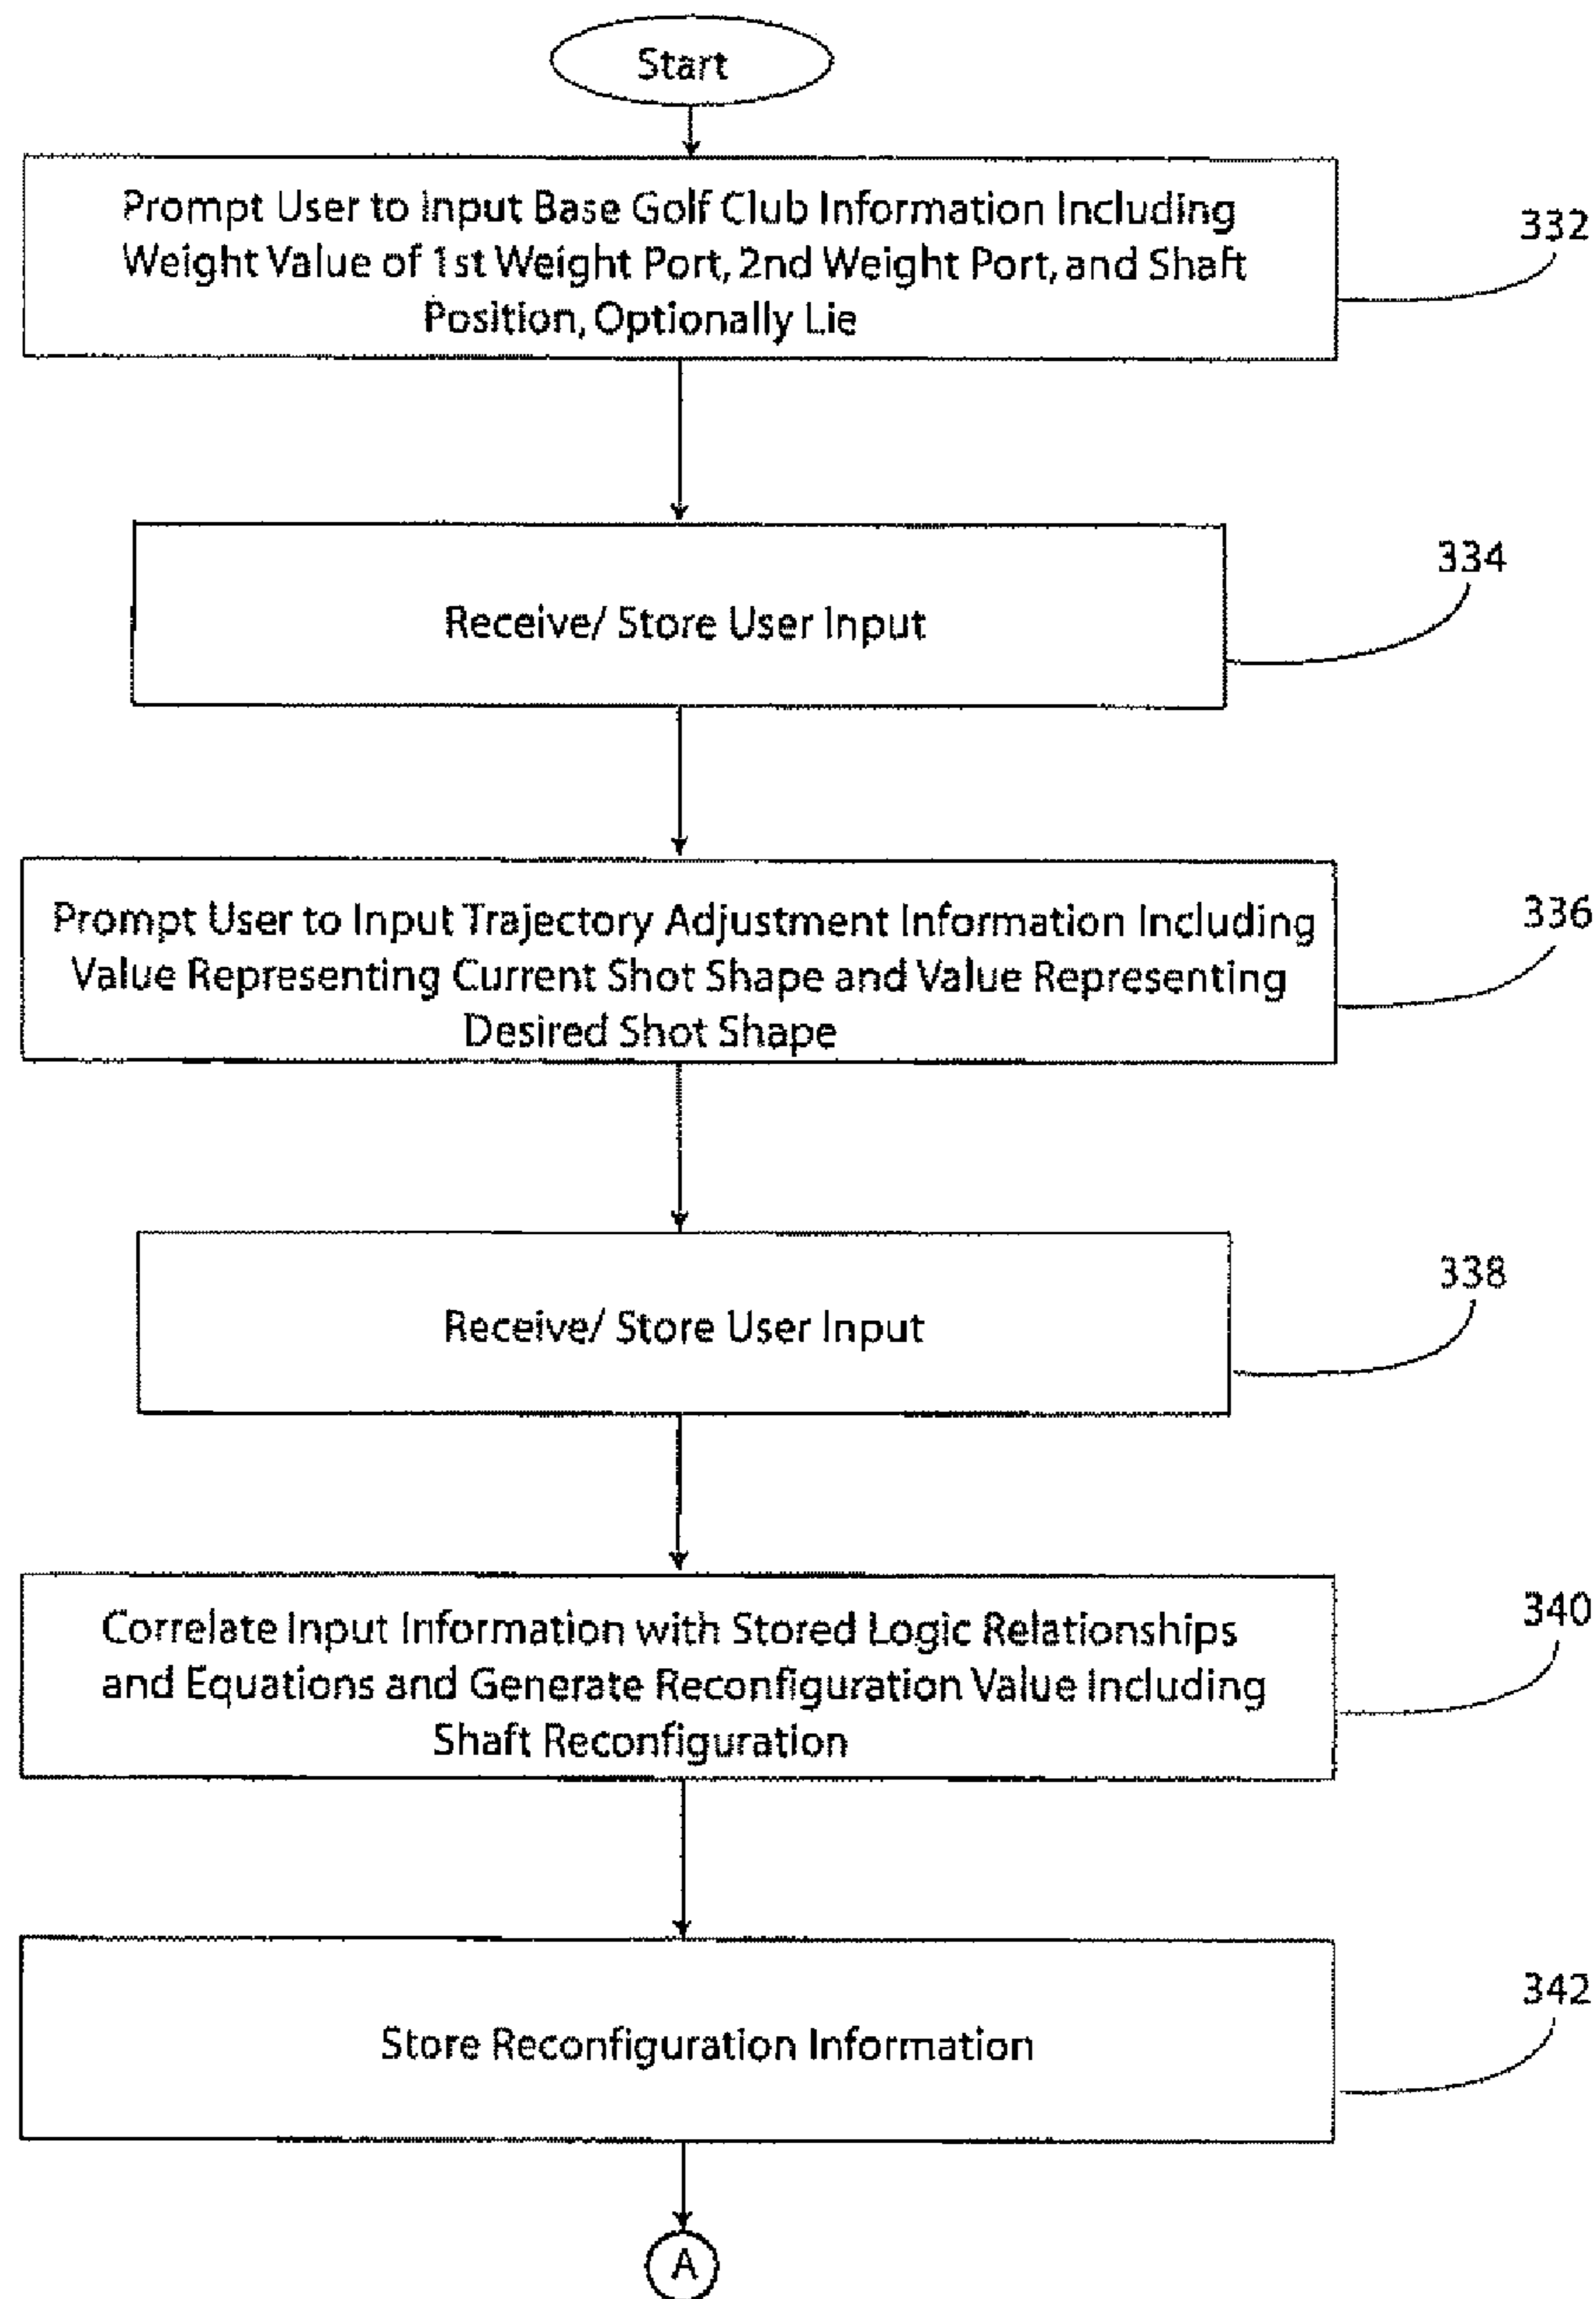 Start
Prompt User to Input Base Golf Club Information Including
Weight Value of 1st Weight Port, 2nd Weight Port, and Shaft
Position, Optionally Lie
332
Receive/ Store User Input
334
Prompt User to Input Trajectory Adjustment Information Including
Value Representing Current Shot Shape and Value Representing
Desired Shot Shape
336
Receive/ Store User Input
338
Correlate Input Information with Stored Logic Relationships
and Equations and Generate Reconfiguration Value Including
Shaft Reconfiguration
340
Store Reconfiguration Information
342
A